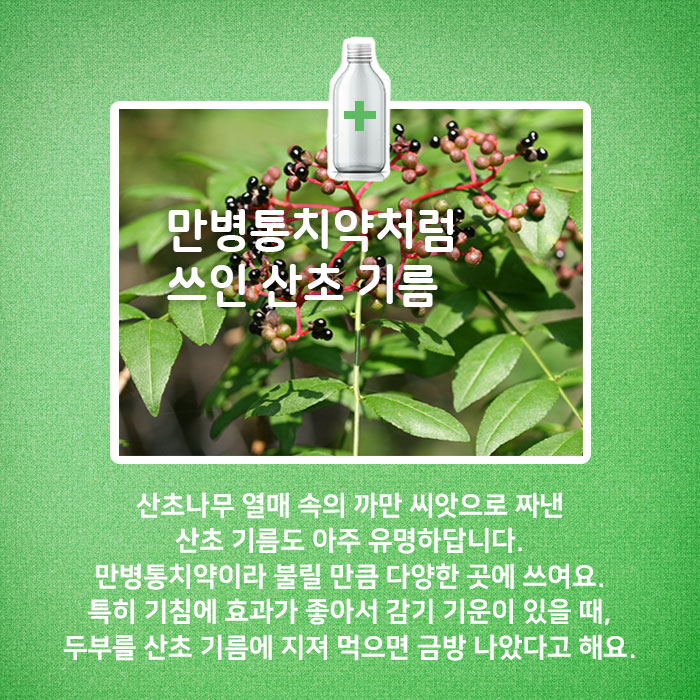 만병통치약처럼
쓰인 산초 기름
산초나무 열매 속의 까만 씨앗으로 짜낸
산초 기름도 아주 유명하답니다.
만병통치약이라 불릴 만큼 다양한 곳에 쓰여요.
특히 기침에 효과가 좋아서 감기 기운이 있을 때,
두부를 산초 기름에 지져 먹으면 금방 나았다고 해요.